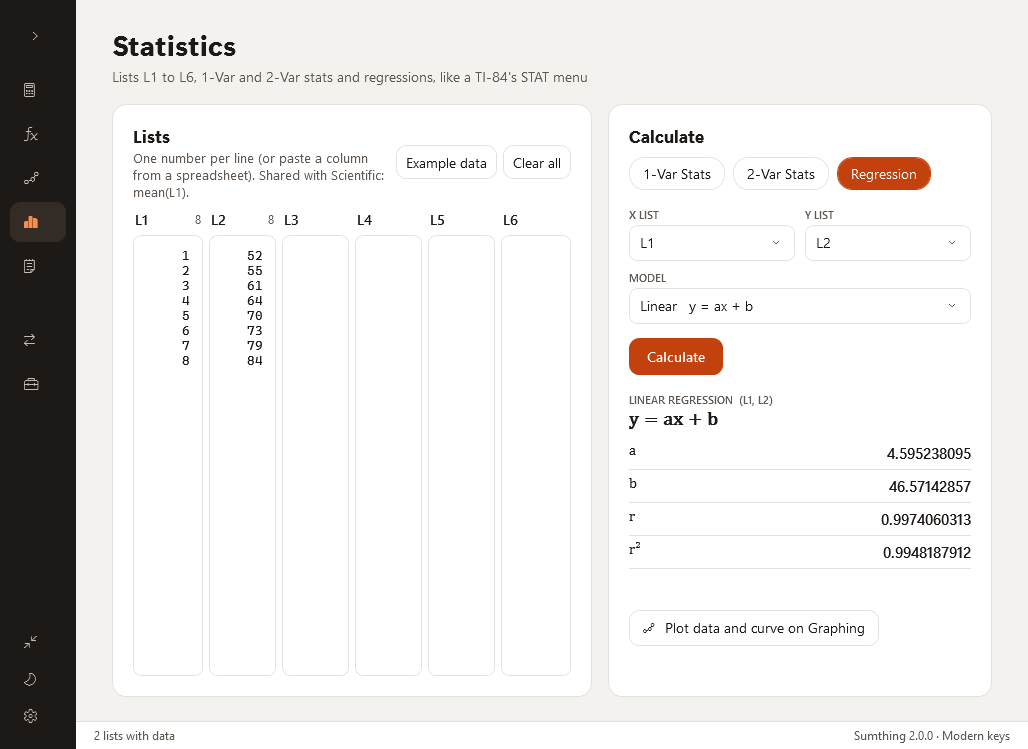 Statistics
Lists L1 to L6, 1-Var and 2-Var stats and regressions, like a TI-84's STAT menu
Lists
One number per line (or paste a column
from a spreadsheet). Shared with Scientific:
mean(L1).
Example data
Clear all
L1 8 L2 8 L3 L4 L5 L6
1 52
2 55
3 61
4 64
5 70
6 73
7 79
8 84
Calculate
1-Var Stats 2-Var Stats Regression
X LIST Y LIST
L1 L2
MODEL
Linear y = ax + b
Calculate
LINEAR REGRESSION (L1, L2)
y = ax + b
a 4.595238095
b 46.57142857
r 0.9974060313
r² 0.9948187912
Plot data and curve on Graphing
2 lists with data
Sumthing 2.0.0 · Modern keys